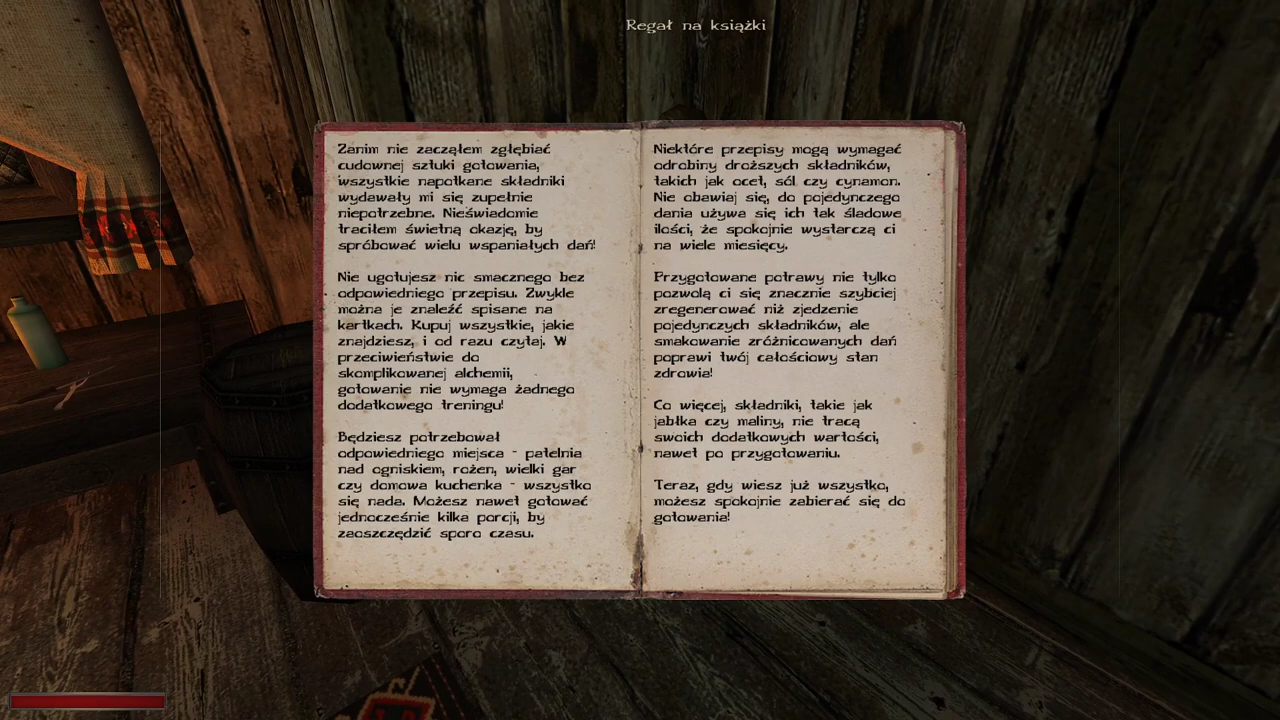 Regał na książki
Zanim nie zacząłem zgłębiać
cudownej sztuki gotowania,
wszystkie napotkane składniki
wydawały mi się zupełnie
niepotrzebne. Nieświadomie
traciłem świetną okazję, by
spróbować wielu wspaniałych dań!
Nie ugotujesz nic smacznego bez
odpowiedniego przepisu. Zwykle
można je znaleźć spisane na
kartkach. Kupuj wszystkie, jakie
znajdziesz, i od razu czytaj. W
przeciwieństwie do
skomplikowanej alchemii,
gotowanie nie wymaga żadnego
dodatkowego treningu!
Będziesz potrzebował
odpowiedniego miejsca - patelnia
nad ogniskiem, rożen, wielki gar
czy domowa kuchenka - wszystko
się nada. Możesz nawet gotować
jednocześnie kilka porcji, by
zaoszczędzić sporo czasu.
Niektóre przepisy mogą wymagać
odrobiny droższych składników,
takich jak ocet, sól czy cynamon.
Nie obawiaj się, do pojedynczego
dania używa się ich tak śladowe
ilości, że spokojnie wystarczą ci
na wiele miesięcy.
Przygotowane potrawy nie tylko
pozwolą ci się znacznie szybciej
zregenerować niż zjedzenie
pojedynczych składników, ale
smakowanie zróżnicowanych dań
poprawi twój całościowy stan
zdrowia!
Co więcej, składniki, takie jak
jabłka czy maliny, nie tracą
swoich dodatkowych wartości,
nawet po przygotowaniu.
Teraz, gdy wiesz już wszystko,
możesz spokojnie zabierać się do
gotowania!